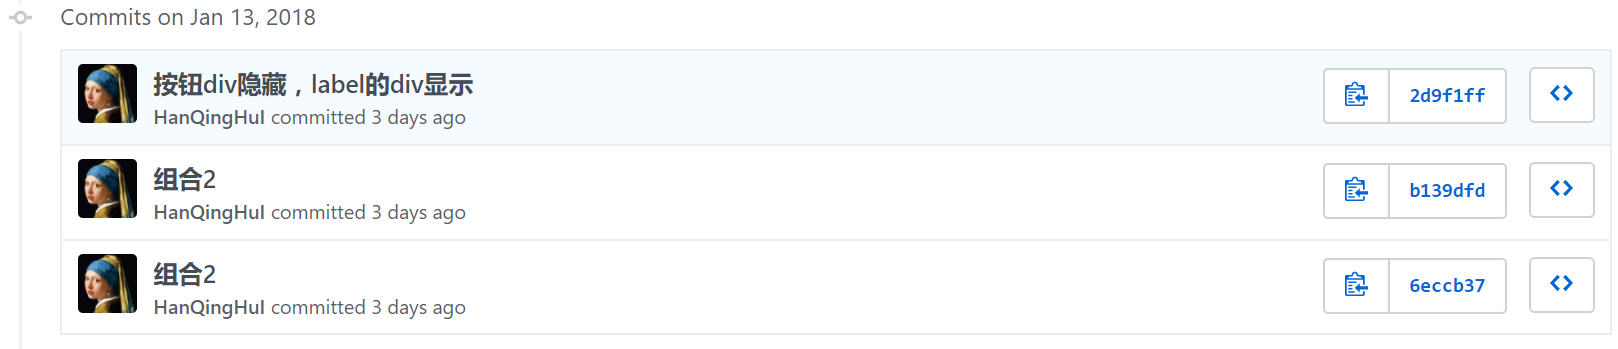 Commits on Jan 13, 2018
按钮div隐藏，label的div显示
HanQingHuI committed 3 days ago
2d9f1ff
组合2
HanQingHuI committed 3 days ago
b139dfd
组合2
HanQingHuI committed 3 days ago
6eccb37